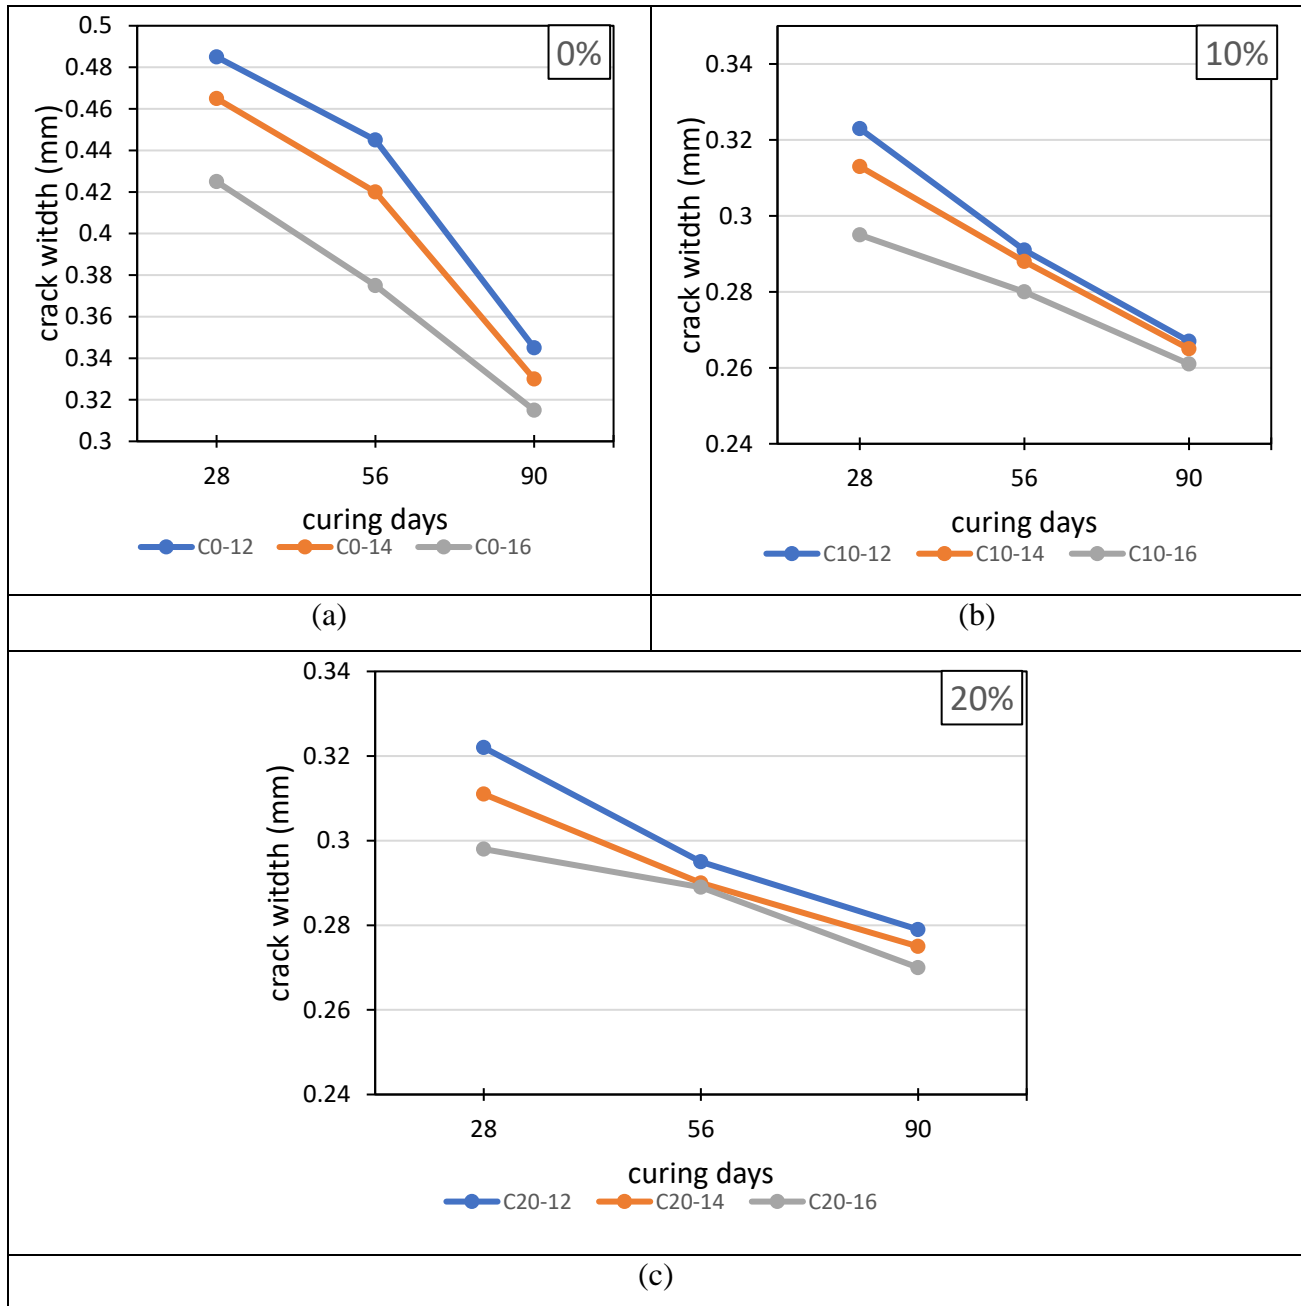 0%
crack witdth (mm)
0.5
0.48
0.46
0.44
0.42
0.4
0.38
0.36
0.34
0.32
0.3
28 56 90
curing days
C0-12 C0-14 C0-16
(a)
10%
crack witdth (mm)
0.34
0.32
0.3
0.28
0.26
0.24
28 56 90
curing days
C10-12 C10-14 C10-16
(b)
20%
crack witdth (mm)
0.34
0.32
0.3
0.28
0.26
0.24
28 56 90
curing days
C20-12 C20-14 C20-16
(c)